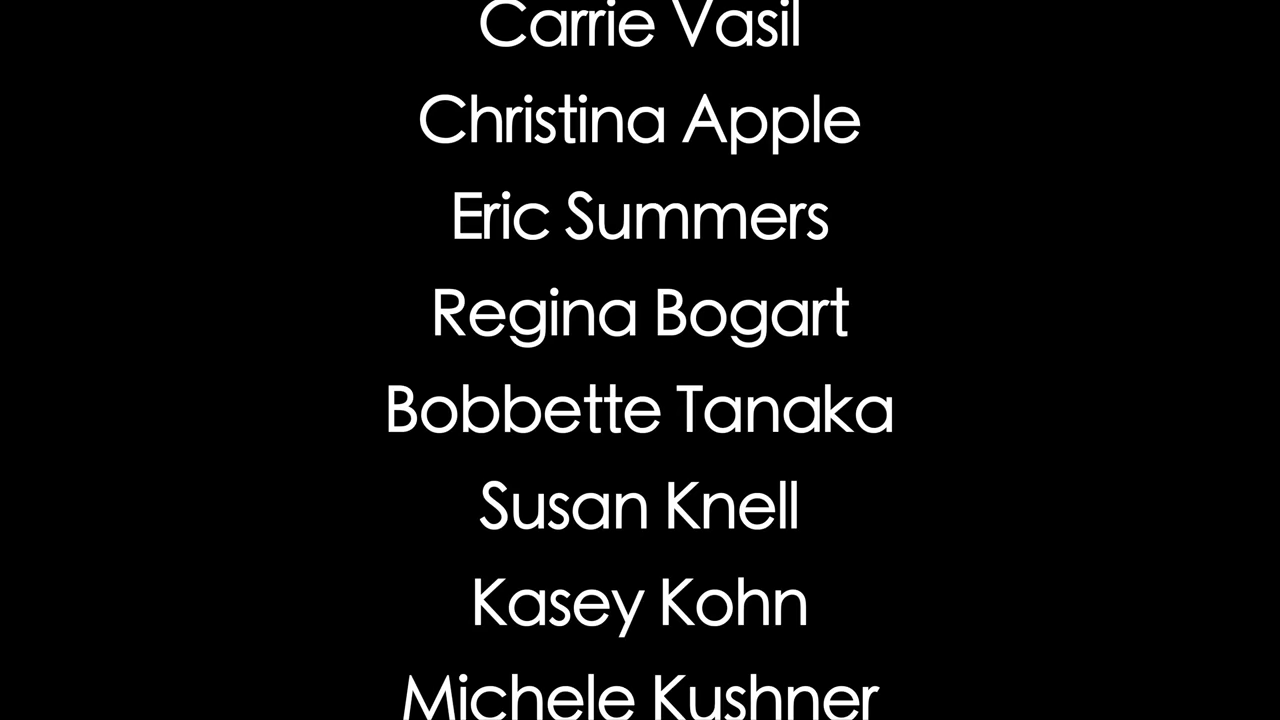 Carrie Vasil
Christina Apple
Eric Summers
Regina Bogart
Bobbette Tanaka
Susan Knell
Kasey Kohn
Michele Kushner